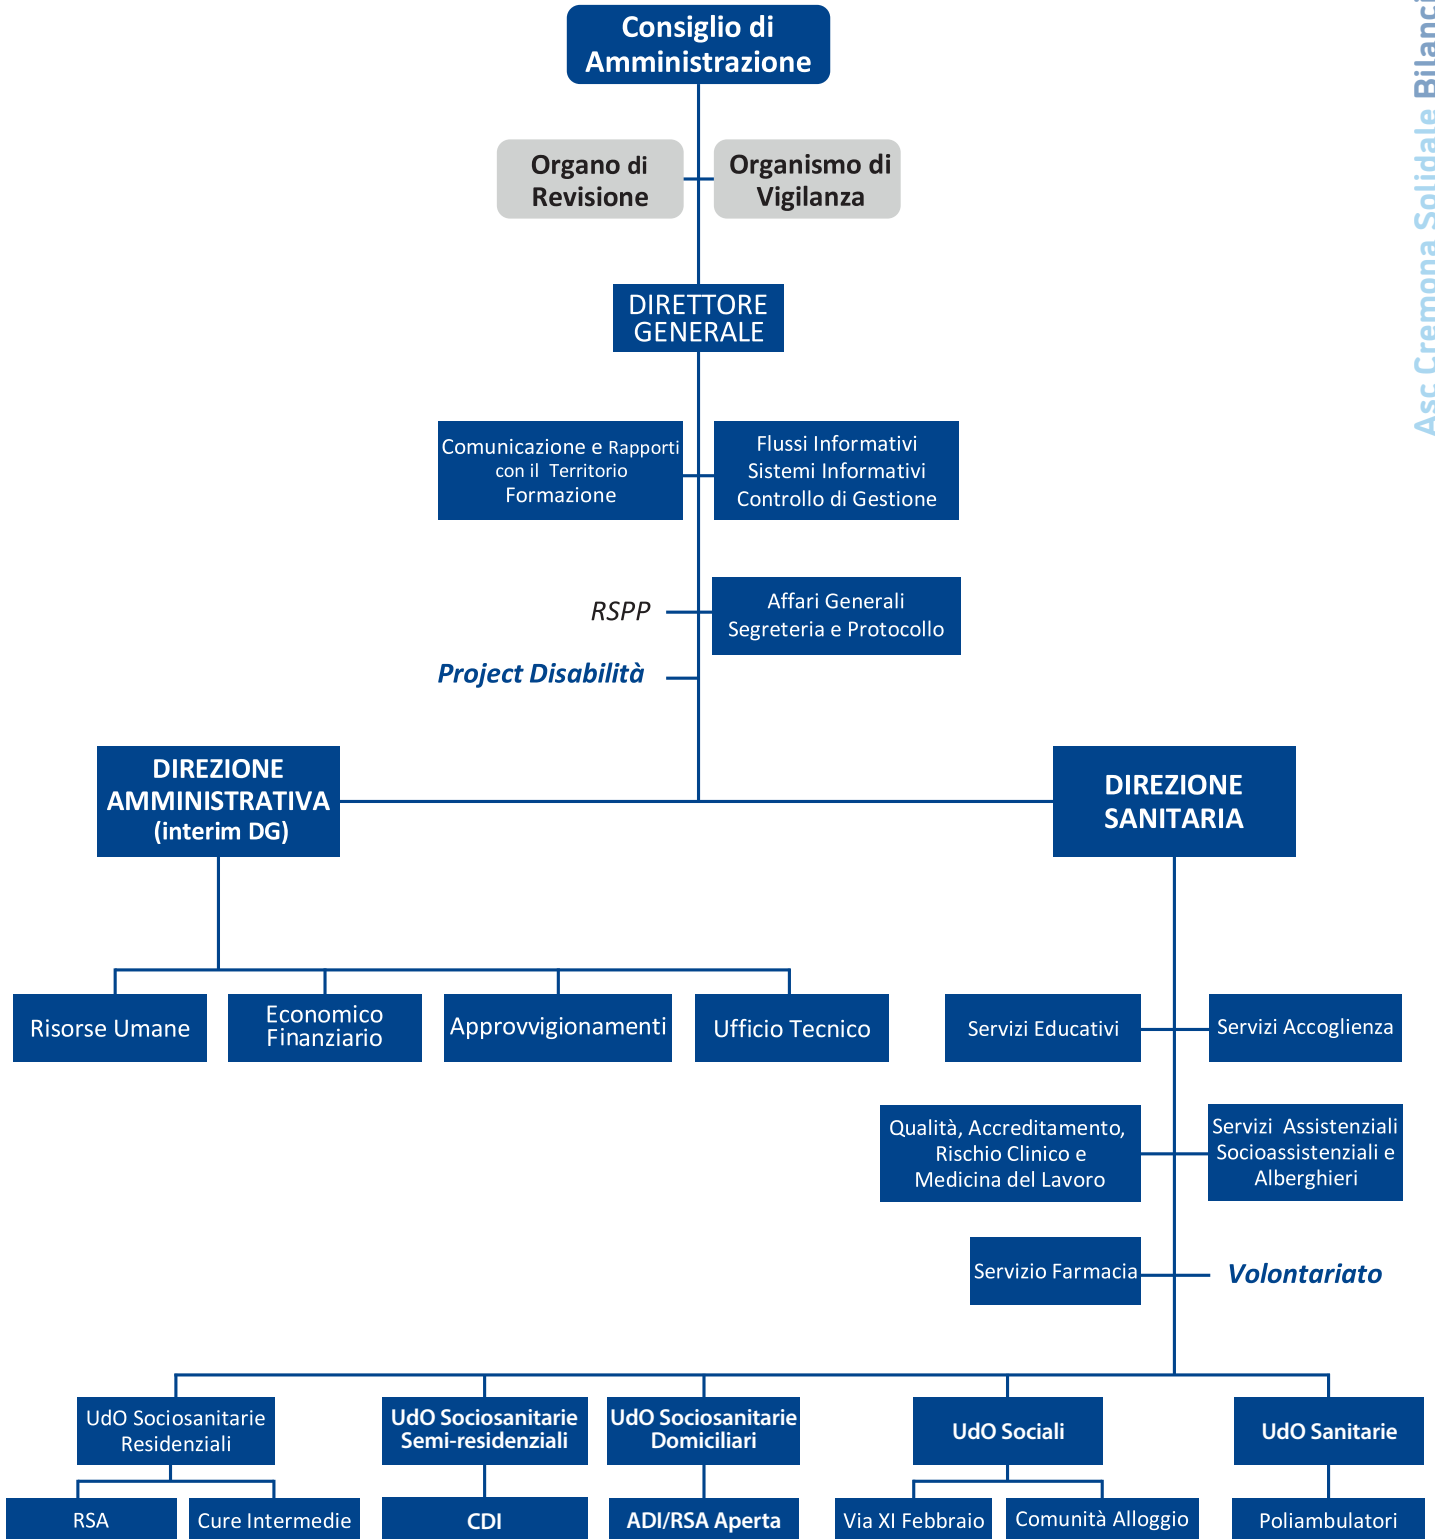 Consiglio di
Amministrazione
Organo di
Revisione
Organismo di
Vigilanza
DIRETTORE
GENERALE
Comunicazione e Rapporti
con il Territorio
Formazione
Flussi Informativi
Sistemi Informativi
Controllo di Gestione
RSPP
Affari Generali
Segreteria e Protocollo
Project Disabilità
DIREZIONE
AMMINISTRATIVA
(interim DG)
DIREZIONE
SANITARIA
Risorse Umane
Economico
Finanziario
Approvvigionamenti
Ufficio Tecnico
Servizi Educativi
Servizi Accoglienza
Qualità, Accreditamento,
Rischio Clinico e
Medicina del Lavoro
Servizi Assistenziali
Socioassistenziali e
Alberghieri
Servizio Farmacia
Volontariato
UdO Sociosanitarie
Residenziali
UdO Sociosanitarie
Semi-residenziali
UdO Sociosanitarie
Domiciliari
UdO Sociali
UdO Sanitarie
RSA
Cure Intermedie
CDI
ADI/RSA Aperta
Via XI Febbraio
Comunità Alloggio
Poliambulatori
Asc Cremona Solidale Bilanci